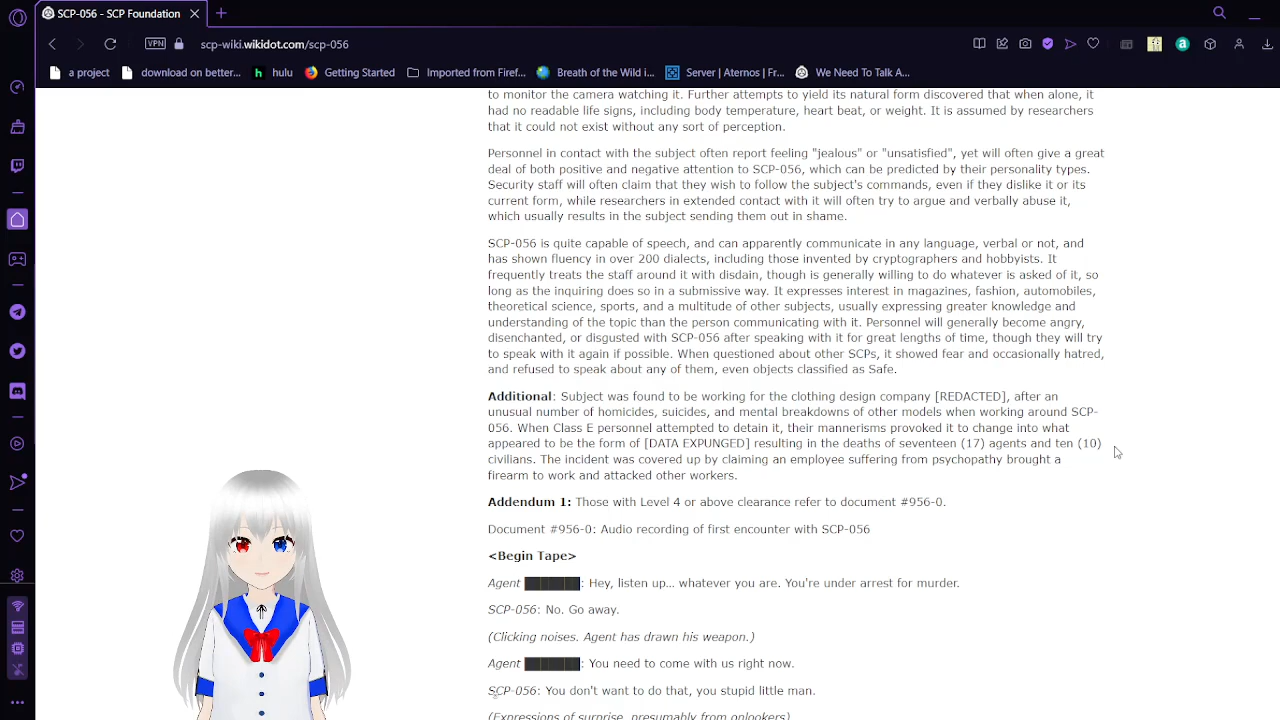 SCP-056 - SCP Foundation
VPN
scp-wiki.wikidot.com/scp-056
a project
download on better...
hulu
Getting Started
Imported from Firef...
Breath of the Wild i...
Server | Aternos | Fr...
We Need To Talk A...
to monitor the camera watching it. Further attempts to yield its natural form discovered that when alone, it
had no readable life signs, including body temperature, heart beat, or weight. It is assumed by researchers
that it could not exist without any sort of perception.
Personnel in contact with the subject often report feeling "jealous" or "unsatisfied", yet will often give a great
deal of both positive and negative attention to SCP-056, which can be predicted by their personality types.
Security staff will often claim that they wish to follow the subject's commands, even if they dislike it or its
current form, while researchers in extended contact with it will often try to argue and verbally abuse it,
which usually results in the subject sending them out in shame.
SCP-056 is quite capable of speech, and can apparently communicate in any language, verbal or not, and
has shown fluency in over 200 dialects, including those invented by cryptographers and hobbyists. It
frequently treats the staff around it with disdain, though is generally willing to do whatever is asked of it, so
long as the inquiring does so in a submissive way. It expresses interest in magazines, fashion, automobiles,
theoretical science, sports, and a multitude of other subjects, usually expressing greater knowledge and
understanding of the topic than the person communicating with it. Personnel will generally become angry,
disenchanted, or disgusted with SCP-056 after speaking with it for great lengths of time, though they will try
to speak with it again if possible. When questioned about other SCPs, it showed fear and occasionally hatred,
and refused to speak about any of them, even objects classified as Safe.
Additional: Subject was found to be working for the clothing design company [REDACTED], after an
unusual number of homicides, suicides, and mental breakdowns of other models when working around SCP-
056. When Class E personnel attempted to detain it, their mannerisms provoked it to change into what
appeared to be the form of [DATA EXPUNGED] resulting in the deaths of seventeen (17) agents and ten (10)
civilians. The incident was covered up by claiming an employee suffering from psychopathy brought a
firearm to work and attacked other workers.
Addendum 1: Those with Level 4 or above clearance refer to document #956-0.
Document #956-0: Audio recording of first encounter with SCP-056
<Begin Tape>
Agent ██████: Hey, listen up... whatever you are. You're under arrest for murder.
SCP-056: No. Go away.
(Clicking noises. Agent has drawn his weapon.)
Agent ██████: You need to come with us right now.
SCP-056: You don't want to do that, you stupid little man.
(Expressions of surprise, presumably from onlookers)